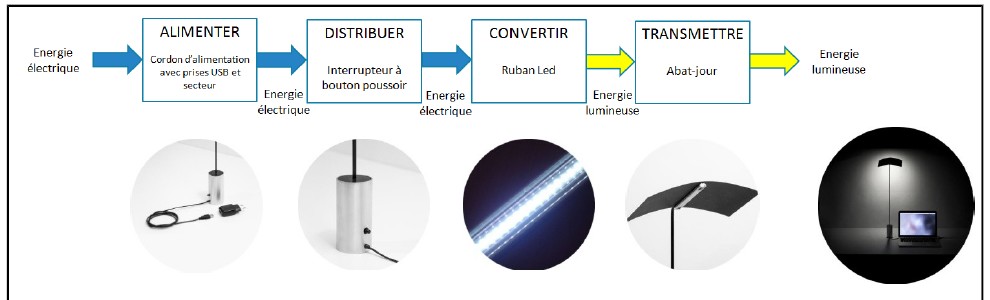 Energie
électrique
ALIMENTER
Cordon d'alimentation
avec prises USB et
secteur
Energie
électrique
DISTRIBUER
Interrupteur à
bouton poussoir
Energie
électrique
CONVERTIR
Ruban Led
Energie
lumineuse
TRANSMETTRE
Abat-jour
Energie
lumineuse